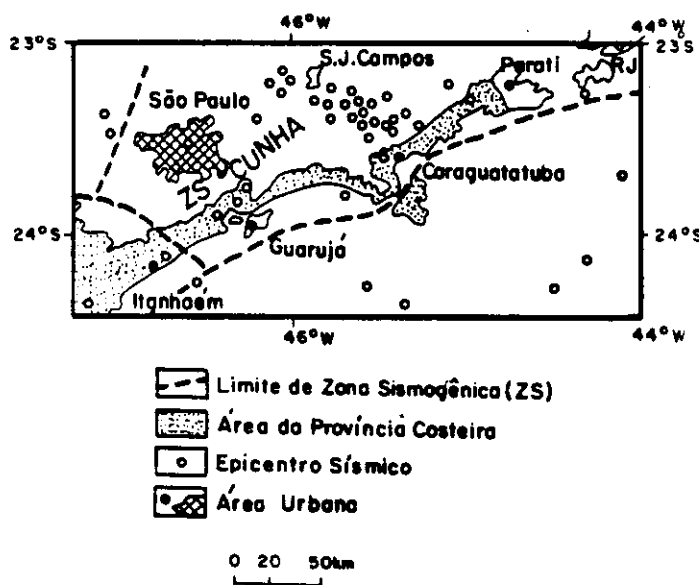 46°W 44°W
23°S 23°S
S.J. Campos Parati RJ
São Paulo
ZS CUNHA
Caraguatatuba
24°S 24°S
Guarujá
Itanhaém
46°W 44°W
Limite de Zona Sismogênica (ZS)
Área da Província Costeira
Epicentro Sísmico
Área Urbana
0 20 50km